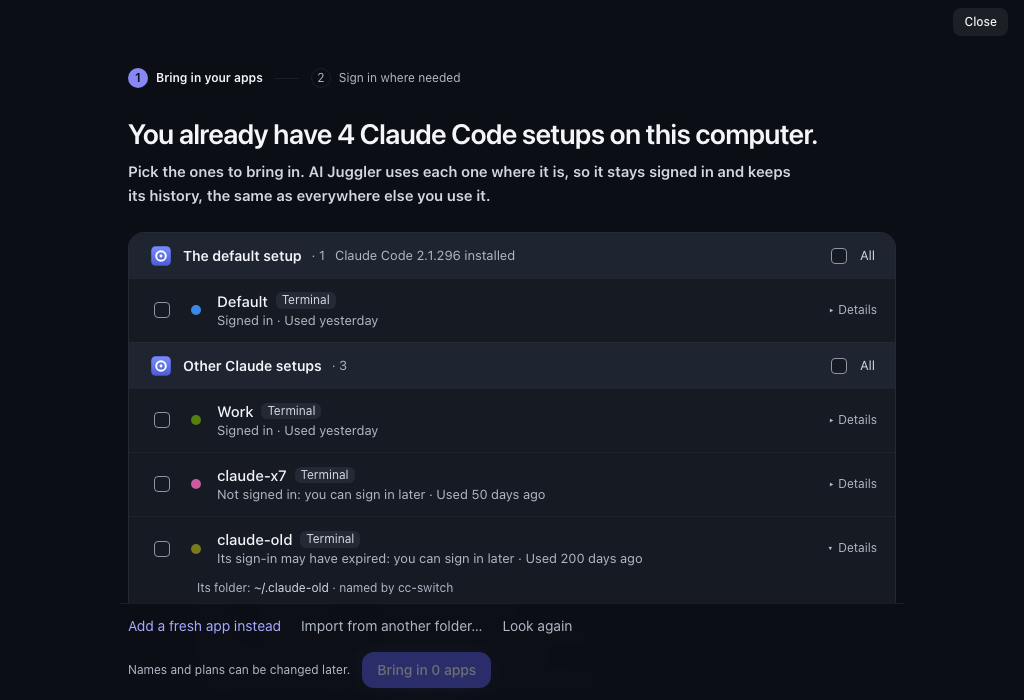 Close
1 Bring in your apps 2 Sign in where needed
You already have 4 Claude Code setups on this computer.
Pick the ones to bring in. AI Juggler uses each one where it is, so it stays signed in and keeps
its history, the same as everywhere else you use it.
The default setup · 1 Claude Code 2.1.296 installed All
Default Terminal
Signed in · Used yesterday
Details
Other Claude setups · 3 All
Work Terminal
Signed in · Used yesterday
Details
claude-x7 Terminal
Not signed in: you can sign in later · Used 50 days ago
Details
claude-old Terminal
Its sign-in may have expired: you can sign in later · Used 200 days ago
Details
Its folder: ~/.claude-old · named by cc-switch
Add a fresh app instead Import from another folder... Look again
Names and plans can be changed later. Bring in 0 apps